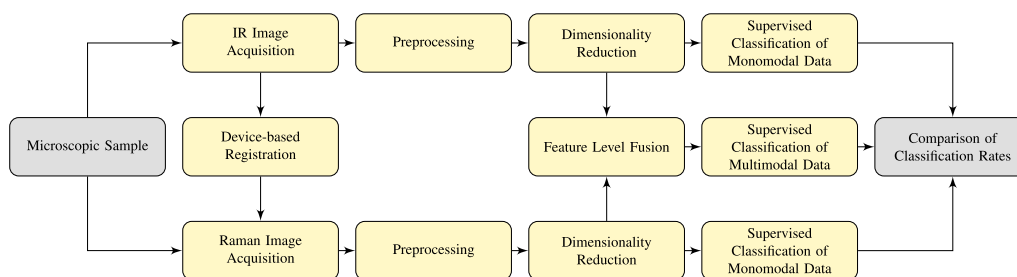 IR Image
Acquisition
Preprocessing
Dimensionality
Reduction
Supervised
Classification of
Monomodal Data
Microscopic Sample
Device-based
Registration
Feature Level Fusion
Supervised
Classification of
Multimodal Data
Comparison of
Classification Rates
Raman Image
Acquisition
Preprocessing
Dimensionality
Reduction
Supervised
Classification of
Monomodal Data